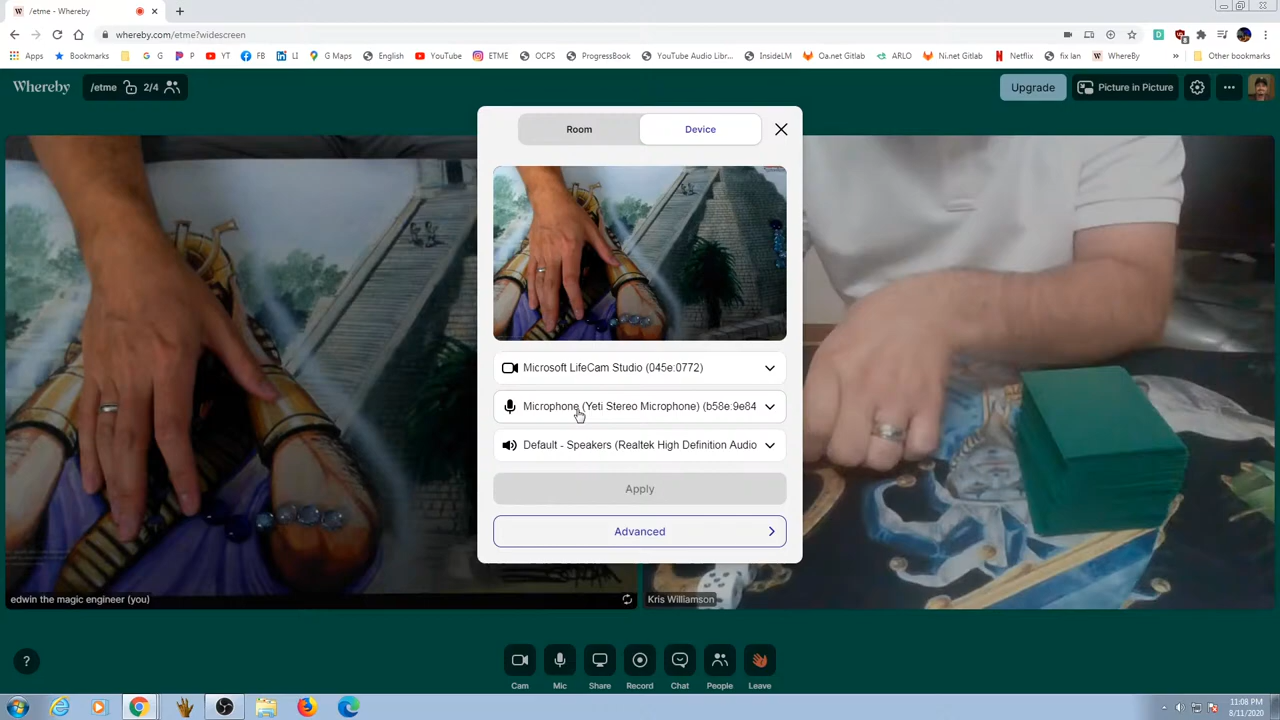 /etme - Whereby
whereby.com/etme?widescreen
Apps
Bookmarks
G
P
FB
LI
G Maps
English
YouTube
ETME
OCPS
ProgressBook
YouTube Audio Libr...
InsideLM
Oa.net Gitlab
ARLO
Ni.net Gitlab
Netflix
fix lan
WhereBy
»
Other bookmarks
Whereby
/etme
2/4
Upgrade
Picture in Picture
Room
Device
Microsoft LifeCam Studio (045e:0772)
Microphone (Yeti Stereo Microphone) (b58e:9e84
Default - Speakers (Realtek High Definition Audio
Apply
Advanced
edwin the magic engineer (you)
Kris Williamson
?
Cam
Mic
Share
Record
Chat
People
Leave
11:08 PM
8/11/2020